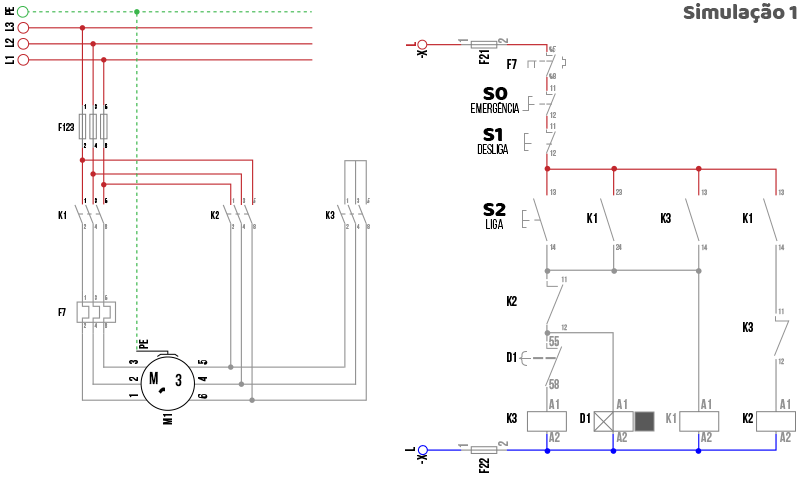 Simulação 1
PE
L3
L2
L1
F123
1 3 5
2 4 6
K1
1 3 5
2 4 6
K2
1 3 5
2 4 6
K3
1 3 5
2 4 6
F7
1 3 5
2 4 6
PE
3 2 1
M 3
5 4 6
M1
L
-X
1 F21 2
F7
95
98
S0
EMERGÊNCIA
11
12
S1
DESLIGA
11
12
S2
LIGA
13
14
K1
23
24
K3
13
14
K1
13
14
K2
11
12
K3
11
12
D1
55
58
K3
A1
A2
D1
A1
A2
K1
A1
A2
K2
A1
A2
L
-X
1 F22 2